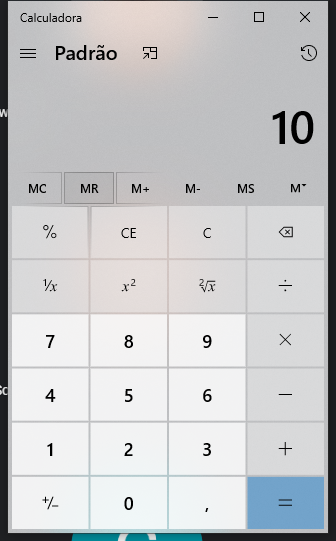 Calculadora
Padrão
10
MC MR M+ M- MS M˅
% CE C
¹⁄x x² ²√x ÷
7 8 9 ×
4 5 6 −
1 2 3 +
+/− 0 , =